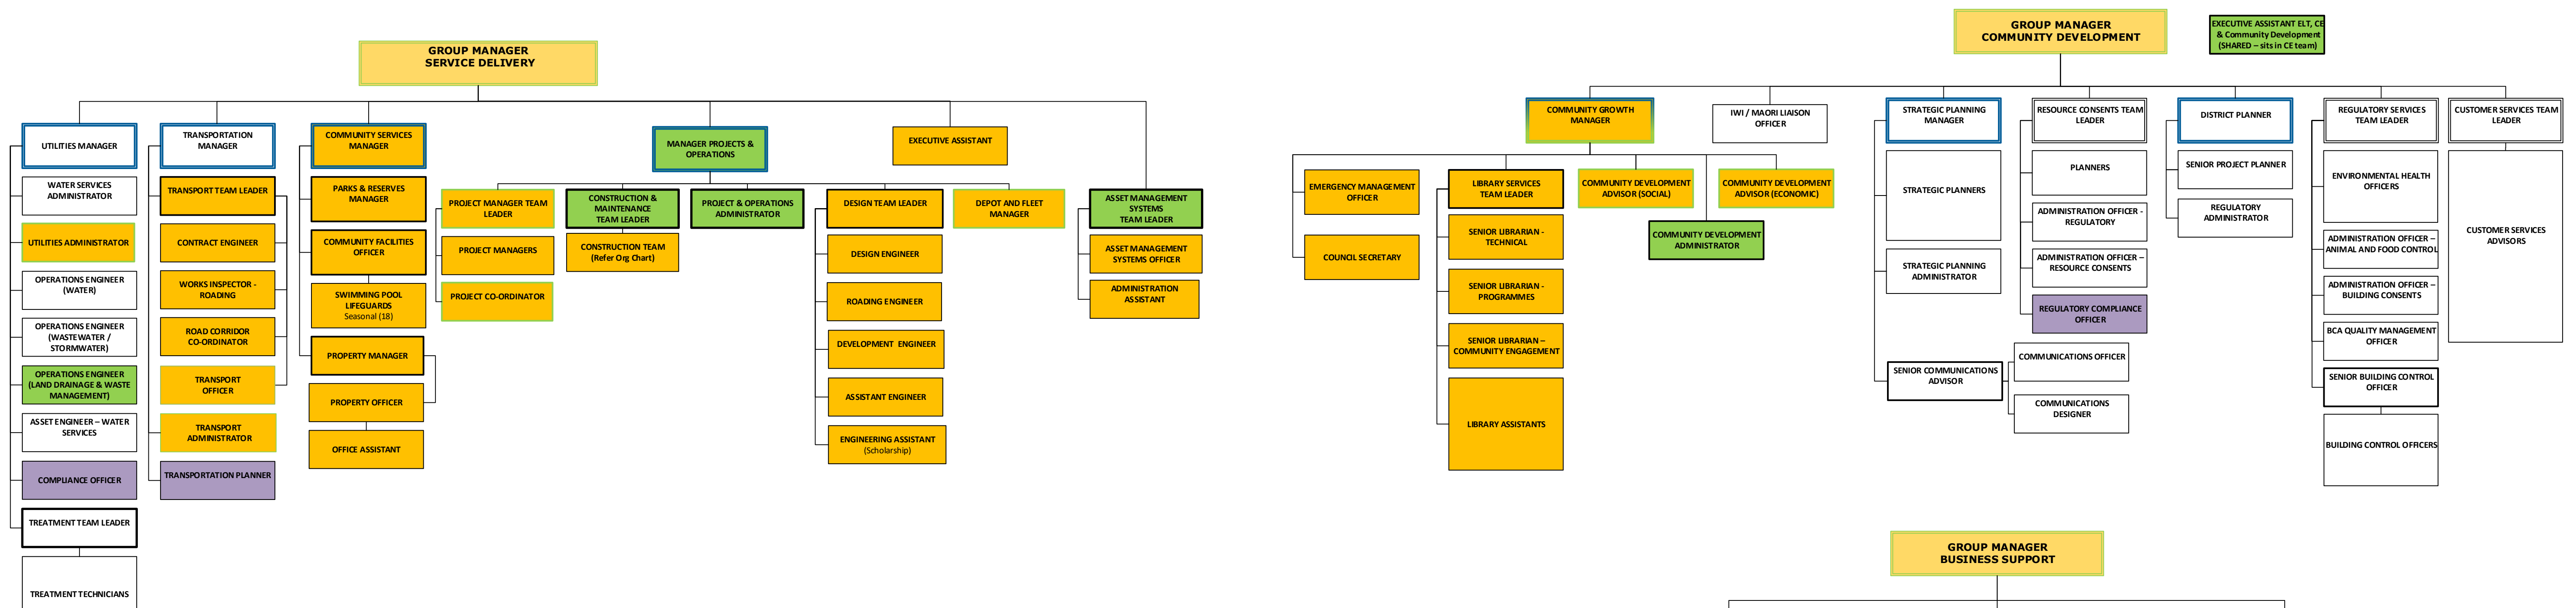 GROUP MANAGER
SERVICE DELIVERY
UTILITIES MANAGER
WATER SERVICES
ADMINISTRATOR
UTILITIES ADMINISTRATOR
OPERATIONS ENGINEER
(WATER)
OPERATIONS ENGINEER
(WASTEWATER /
STORMWATER)
OPERATIONS ENGINEER
(LAND DRAINAGE & WASTE
MANAGEMENT)
ASSET ENGINEER – WATER
SERVICES
COMPLIANCE OFFICER
TREATMENT TEAM LEADER
TREATMENT TECHNICIANS
TRANSPORTATION
MANAGER
TRANSPORT TEAM LEADER
CONTRACT ENGINEER
WORKS INSPECTOR -
ROADING
ROAD CORRIDOR
CO-ORDINATOR
TRANSPORT
OFFICER
TRANSPORT
ADMINISTRATOR
TRANSPORTATION PLANNER
COMMUNITY SERVICES
MANAGER
PARKS & RESERVES
MANAGER
COMMUNITY FACILITIES
OFFICER
SWIMMING POOL
LIFEGUARDS
Seasonal (18)
PROPERTY MANAGER
PROPERTY OFFICER
OFFICE ASSISTANT
MANAGER PROJECTS &
OPERATIONS
PROJECT MANAGER TEAM
LEADER
PROJECT MANAGERS
PROJECT CO-ORDINATOR
CONSTRUCTION &
MAINTENANCE
TEAM LEADER
CONSTRUCTION TEAM
(Refer Org Chart)
PROJECT & OPERATIONS
ADMINISTRATOR
DESIGN TEAM LEADER
DESIGN ENGINEER
ROADING ENGINEER
DEVELOPMENT ENGINEER
ASSISTANT ENGINEER
ENGINEERING ASSISTANT
(Scholarship)
DEPOT AND FLEET
MANAGER
EXECUTIVE ASSISTANT
ASSET MANAGEMENT
SYSTEMS
TEAM LEADER
ASSET MANAGEMENT
SYSTEMS OFFICER
ADMINISTRATION
ASSISTANT
GROUP MANAGER
COMMUNITY DEVELOPMENT
EXECUTIVE ASSISTANT ELT, CE
& Community Development
(SHARED – sits in CE team)
COMMUNITY GROWTH
MANAGER
EMERGENCY MANAGEMENT
OFFICER
COUNCIL SECRETARY
LIBRARY SERVICES
TEAM LEADER
SENIOR LIBRARIAN -
TECHNICAL
SENIOR LIBRARIAN -
PROGRAMMES
SENIOR LIBRARIAN –
COMMUNITY ENGAGEMENT
LIBRARY ASSISTANTS
COMMUNITY DEVELOPMENT
ADVISOR (SOCIAL)
COMMUNITY DEVELOPMENT
ADMINISTRATOR
COMMUNITY DEVELOPMENT
ADVISOR (ECONOMIC)
IWI / MAORI LIAISON
OFFICER
STRATEGIC PLANNING
MANAGER
STRATEGIC PLANNERS
STRATEGIC PLANNING
ADMINISTRATOR
SENIOR COMMUNICATIONS
ADVISOR
COMMUNICATIONS OFFICER
COMMUNICATIONS
DESIGNER
RESOURCE CONSENTS TEAM
LEADER
PLANNERS
ADMINISTRATION OFFICER -
REGULATORY
ADMINISTRATION OFFICER –
RESOURCE CONSENTS
REGULATORY COMPLIANCE
OFFICER
DISTRICT PLANNER
SENIOR PROJECT PLANNER
REGULATORY
ADMINISTRATOR
REGULATORY SERVICES
TEAM LEADER
ENVIRONMENTAL HEALTH
OFFICERS
ADMINISTRATION OFFICER –
ANIMAL AND FOOD CONTROL
ADMINISTRATION OFFICER –
BUILDING CONSENTS
BCA QUALITY MANAGEMENT
OFFICER
SENIOR BUILDING CONTROL
OFFICER
BUILDING CONTROL OFFICERS
CUSTOMER SERVICES TEAM
LEADER
CUSTOMER SERVICES
ADVISORS
GROUP MANAGER
BUSINESS SUPPORT